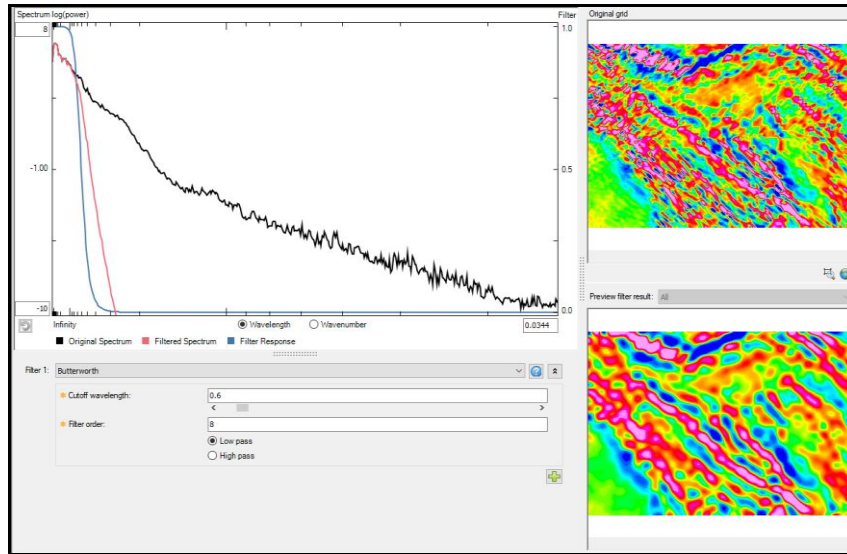 Spectrum log(power)
Filter
8
1.0
-1.00
0.5
-10
0.0
Infinity
Wavelength
Wavenumber
0.0344
Original Spectrum
Filtered Spectrum
Filter Response
Filter 1:
Butterworth
Cutoff wavelength:
0.6
Filter order:
8
Low pass
High pass
Original grid
Preview filter result:
All